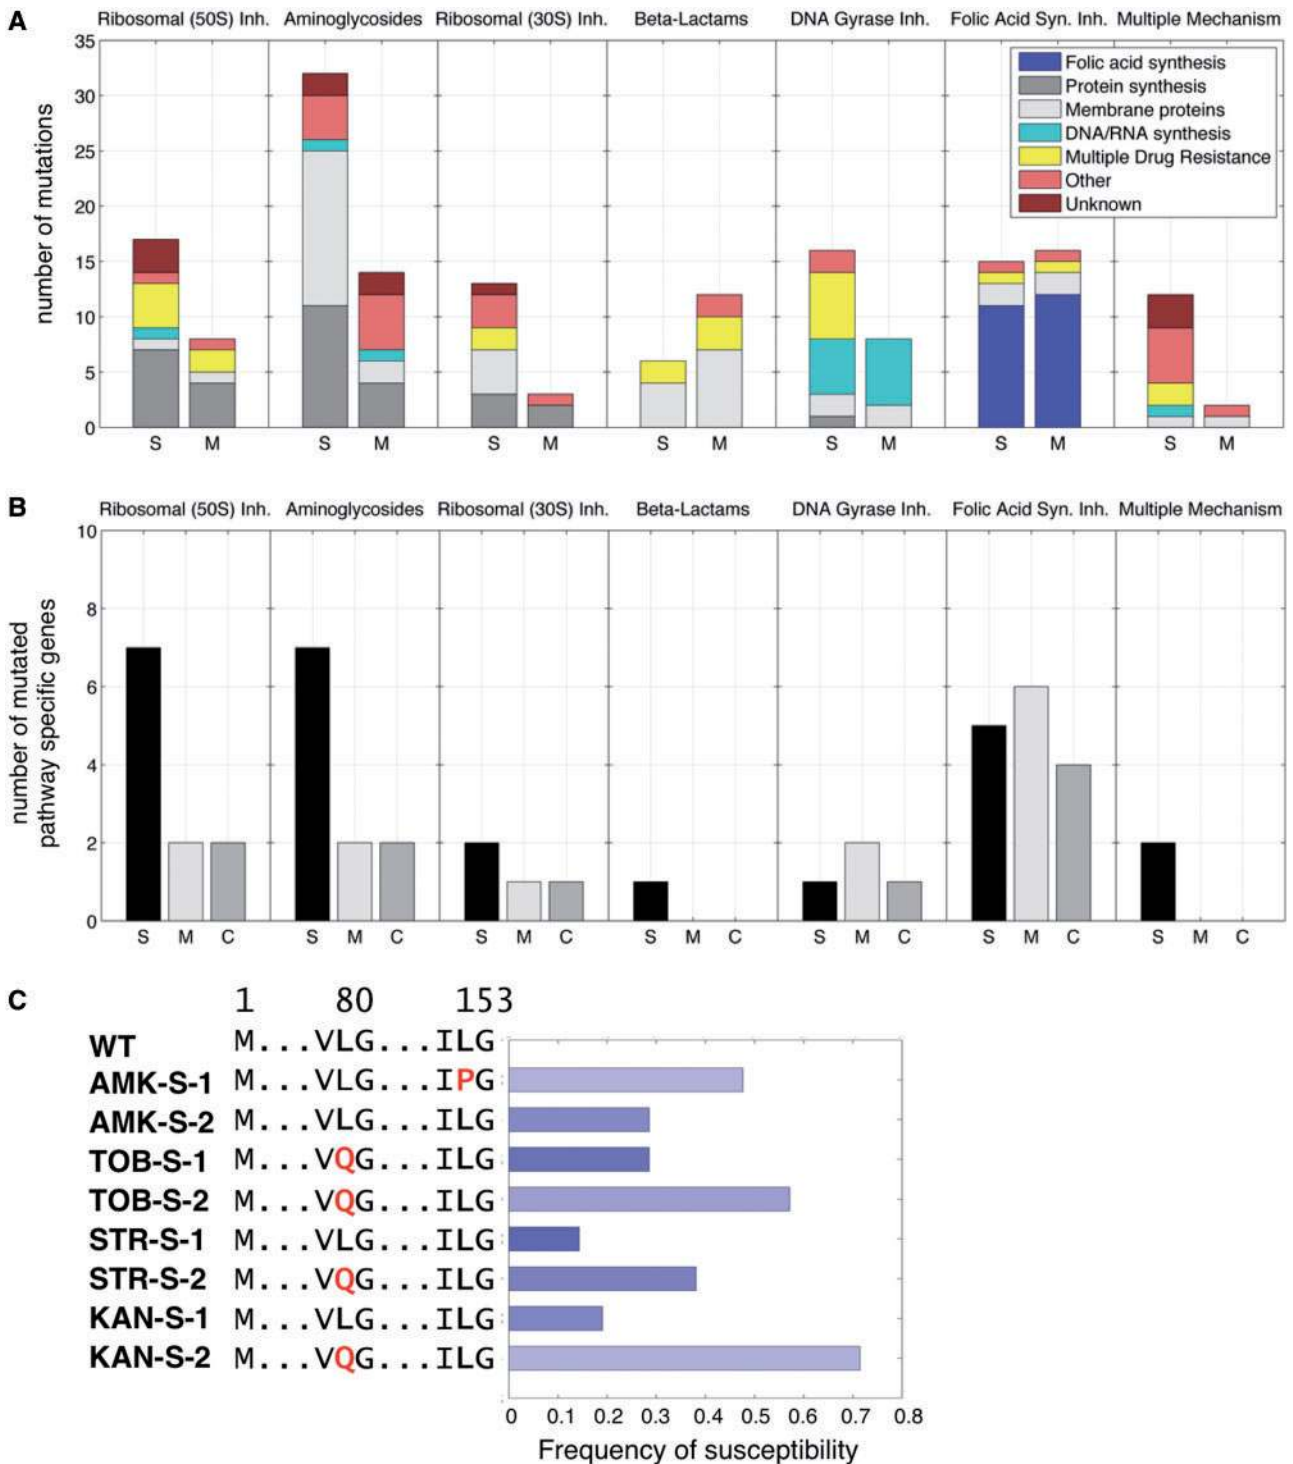 A
Ribosomal (50S) Inh. Aminoglycosides Ribosomal (30S) Inh. Beta-Lactams DNA Gyrase Inh. Folic Acid Syn. Inh. Multiple Mechanism
number of mutations
35
30
25
20
15
10
5
0
Folic acid synthesis
Protein synthesis
Membrane proteins
DNA/RNA synthesis
Multiple Drug Resistance
Other
Unknown
S M S M S M S M S M S M S M
B
Ribosomal (50S) Inh. Aminoglycosides Ribosomal (30S) Inh. Beta-Lactams DNA Gyrase Inh. Folic Acid Syn. Inh. Multiple Mechanism
number of mutated
pathway specific genes
10
8
6
4
2
0
S M C S M C S M C S M C S M C S M C S M C
C
1 80 153
WT M...VLG...ILG
AMK-S-1 M...VLG...IPG
AMK-S-2 M...VLG...ILG
TOB-S-1 M...VQG...ILG
TOB-S-2 M...VQG...ILG
STR-S-1 M...VLG...ILG
STR-S-2 M...VQG...ILG
KAN-S-1 M...VLG...ILG
KAN-S-2 M...VQG...ILG
0 0.1 0.2 0.3 0.4 0.5 0.6 0.7 0.8
Frequency of susceptibility